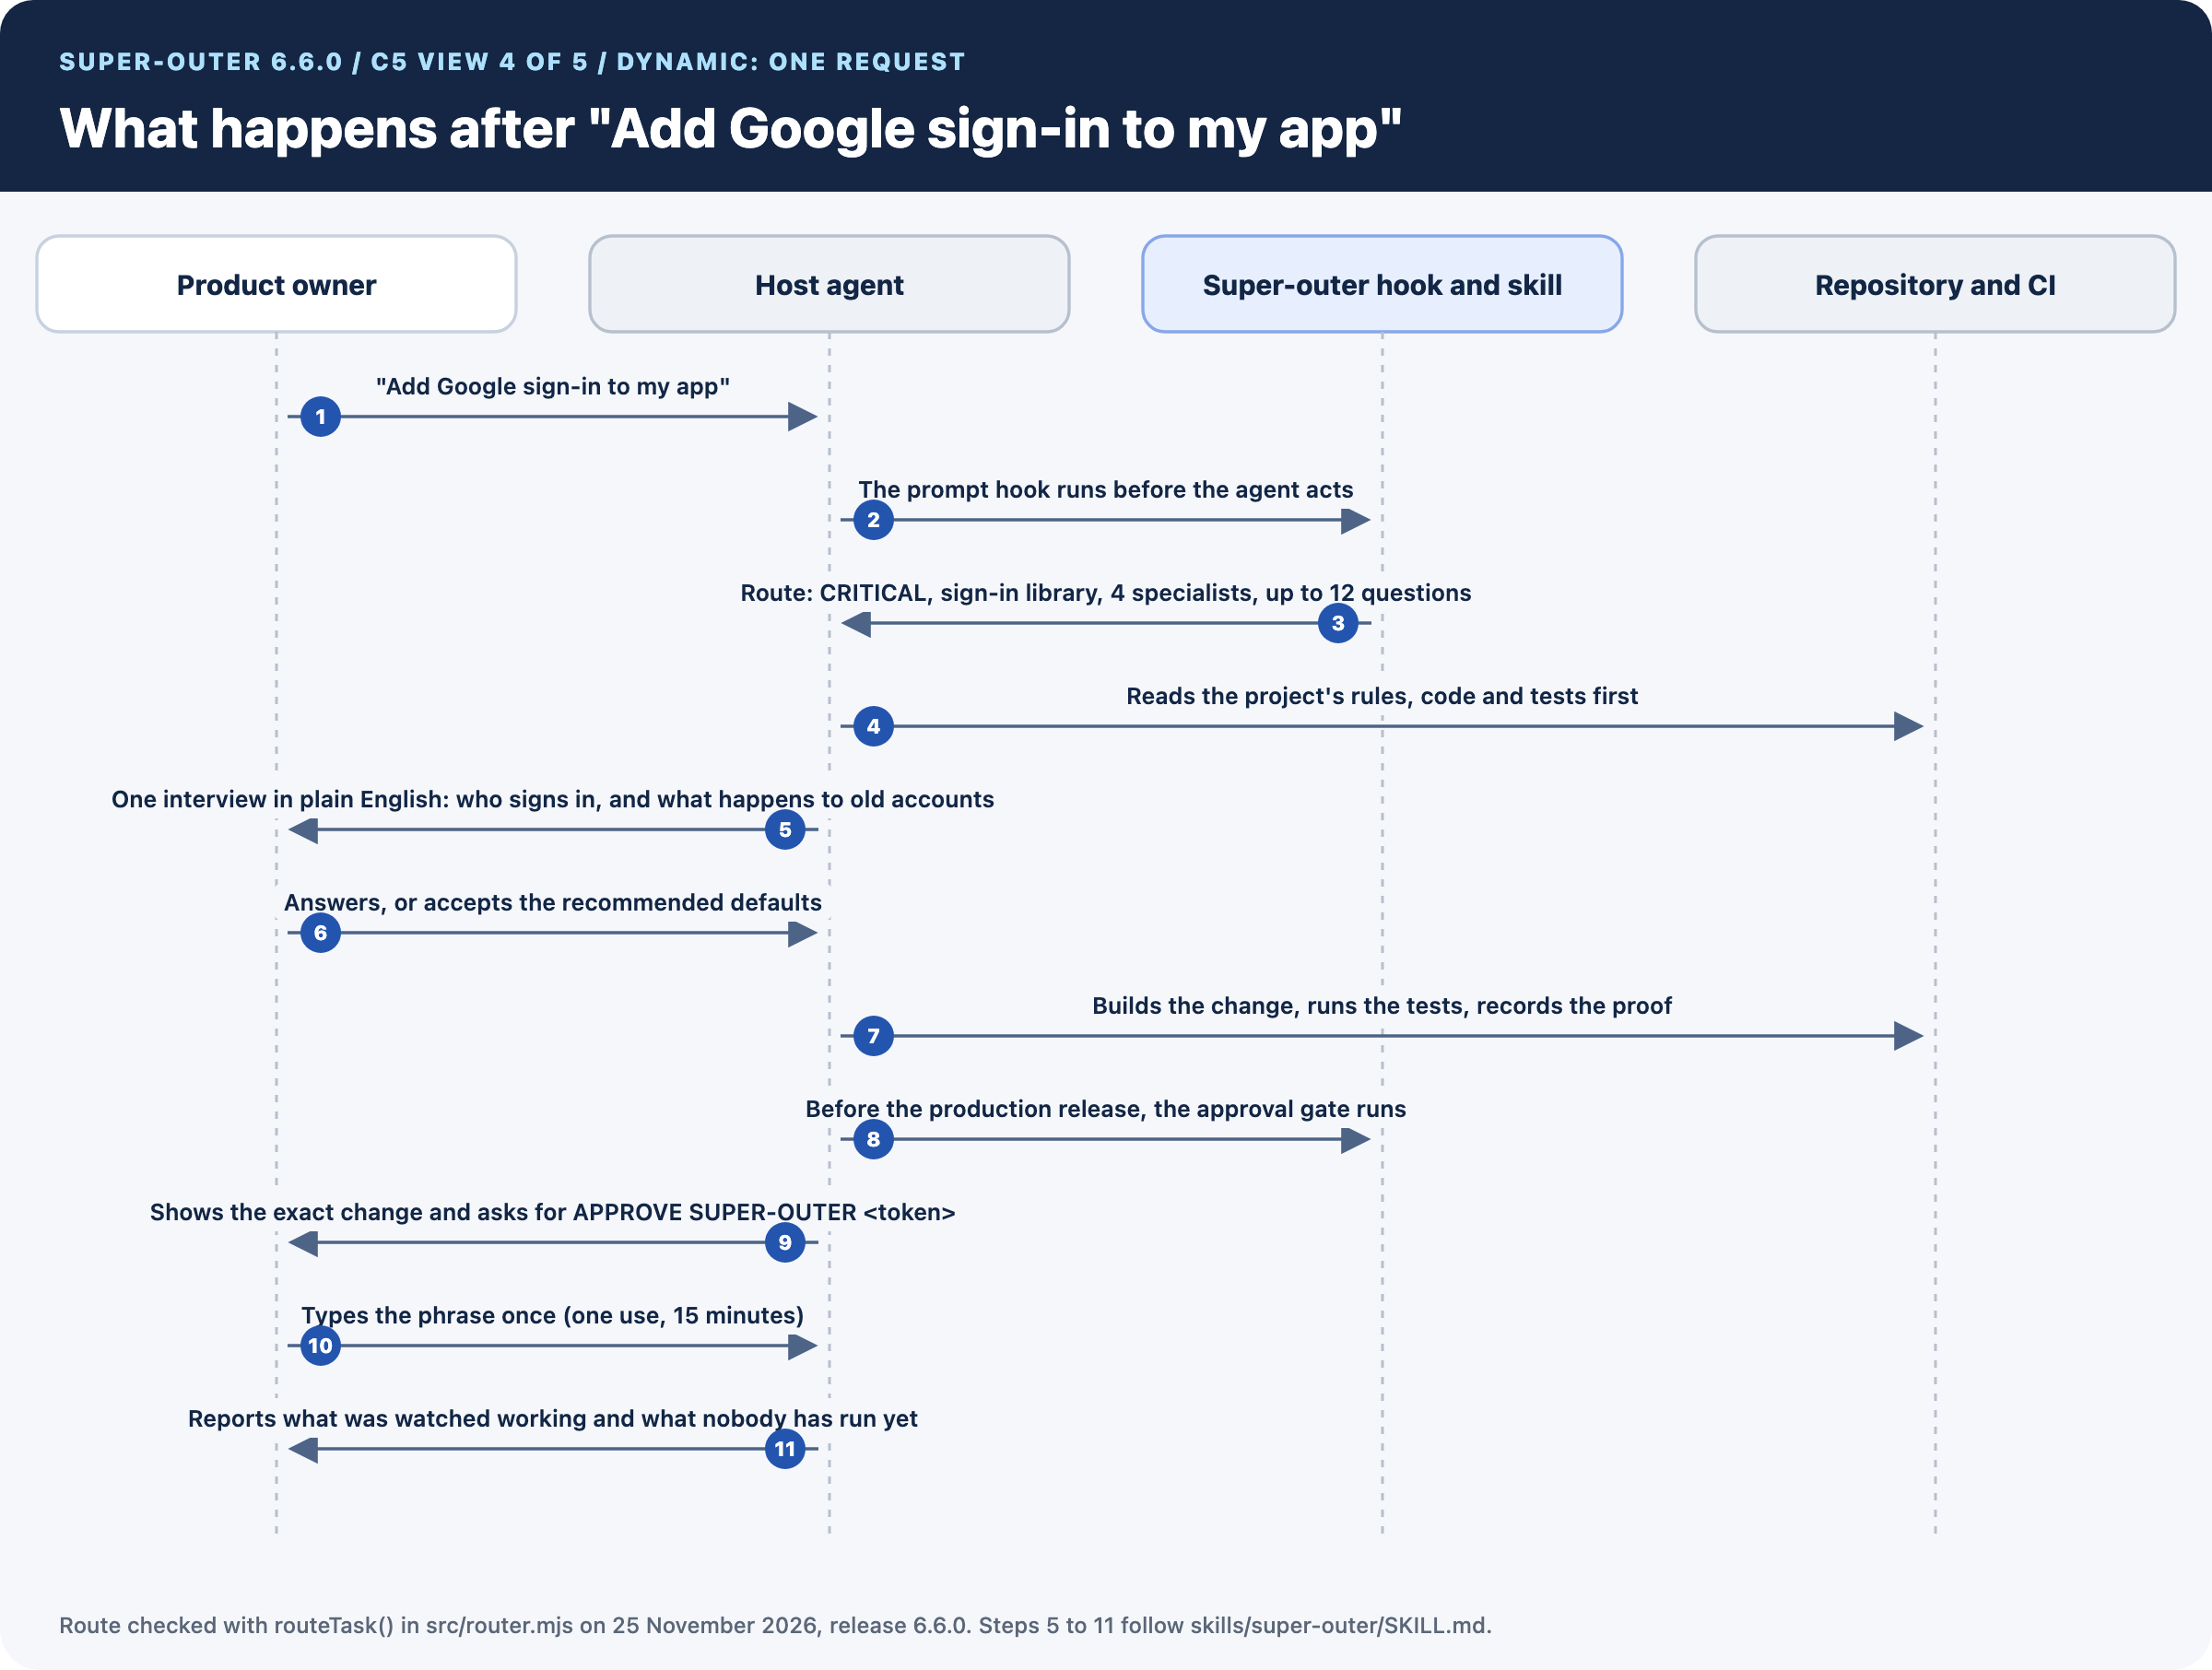 SUPER-OUTER 6.6.0 / C5 VIEW 4 OF 5 / DYNAMIC: ONE REQUEST
What happens after "Add Google sign-in to my app"
Product owner
Host agent
Super-outer hook and skill
Repository and CI
"Add Google sign-in to my app"
1
The prompt hook runs before the agent acts
2
Route: CRITICAL, sign-in library, 4 specialists, up to 12 questions
3
Reads the project's rules, code and tests first
4
One interview in plain English: who signs in, and what happens to old accounts
5
Answers, or accepts the recommended defaults
6
Builds the change, runs the tests, records the proof
7
Before the production release, the approval gate runs
8
Shows the exact change and asks for APPROVE SUPER-OUTER <token>
9
Types the phrase once (one use, 15 minutes)
10
Reports what was watched working and what nobody has run yet
11
Route checked with routeTask() in src/router.mjs on 25 November 2026, release 6.6.0. Steps 5 to 11 follow skills/super-outer/SKILL.md.